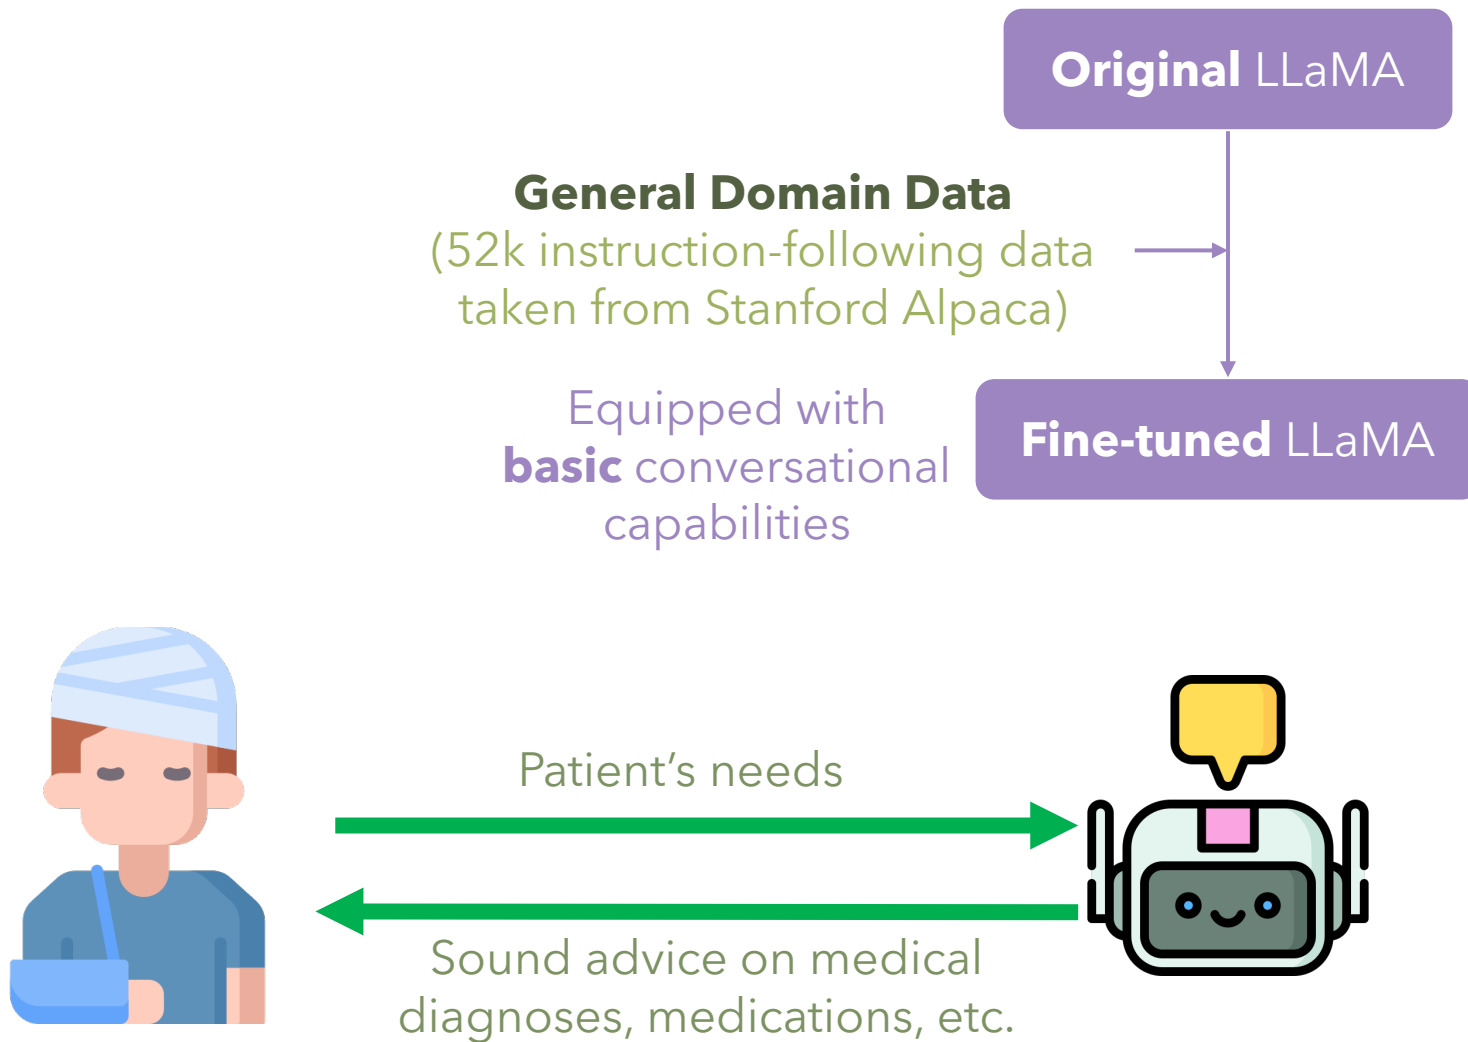 Original LLaMA
General Domain Data
(52k instruction-following data
taken from Stanford Alpaca)
Equipped with
basic conversational
capabilities
Fine-tuned LLaMA
Patient’s needs
Sound advice on medical
diagnoses, medications, etc.